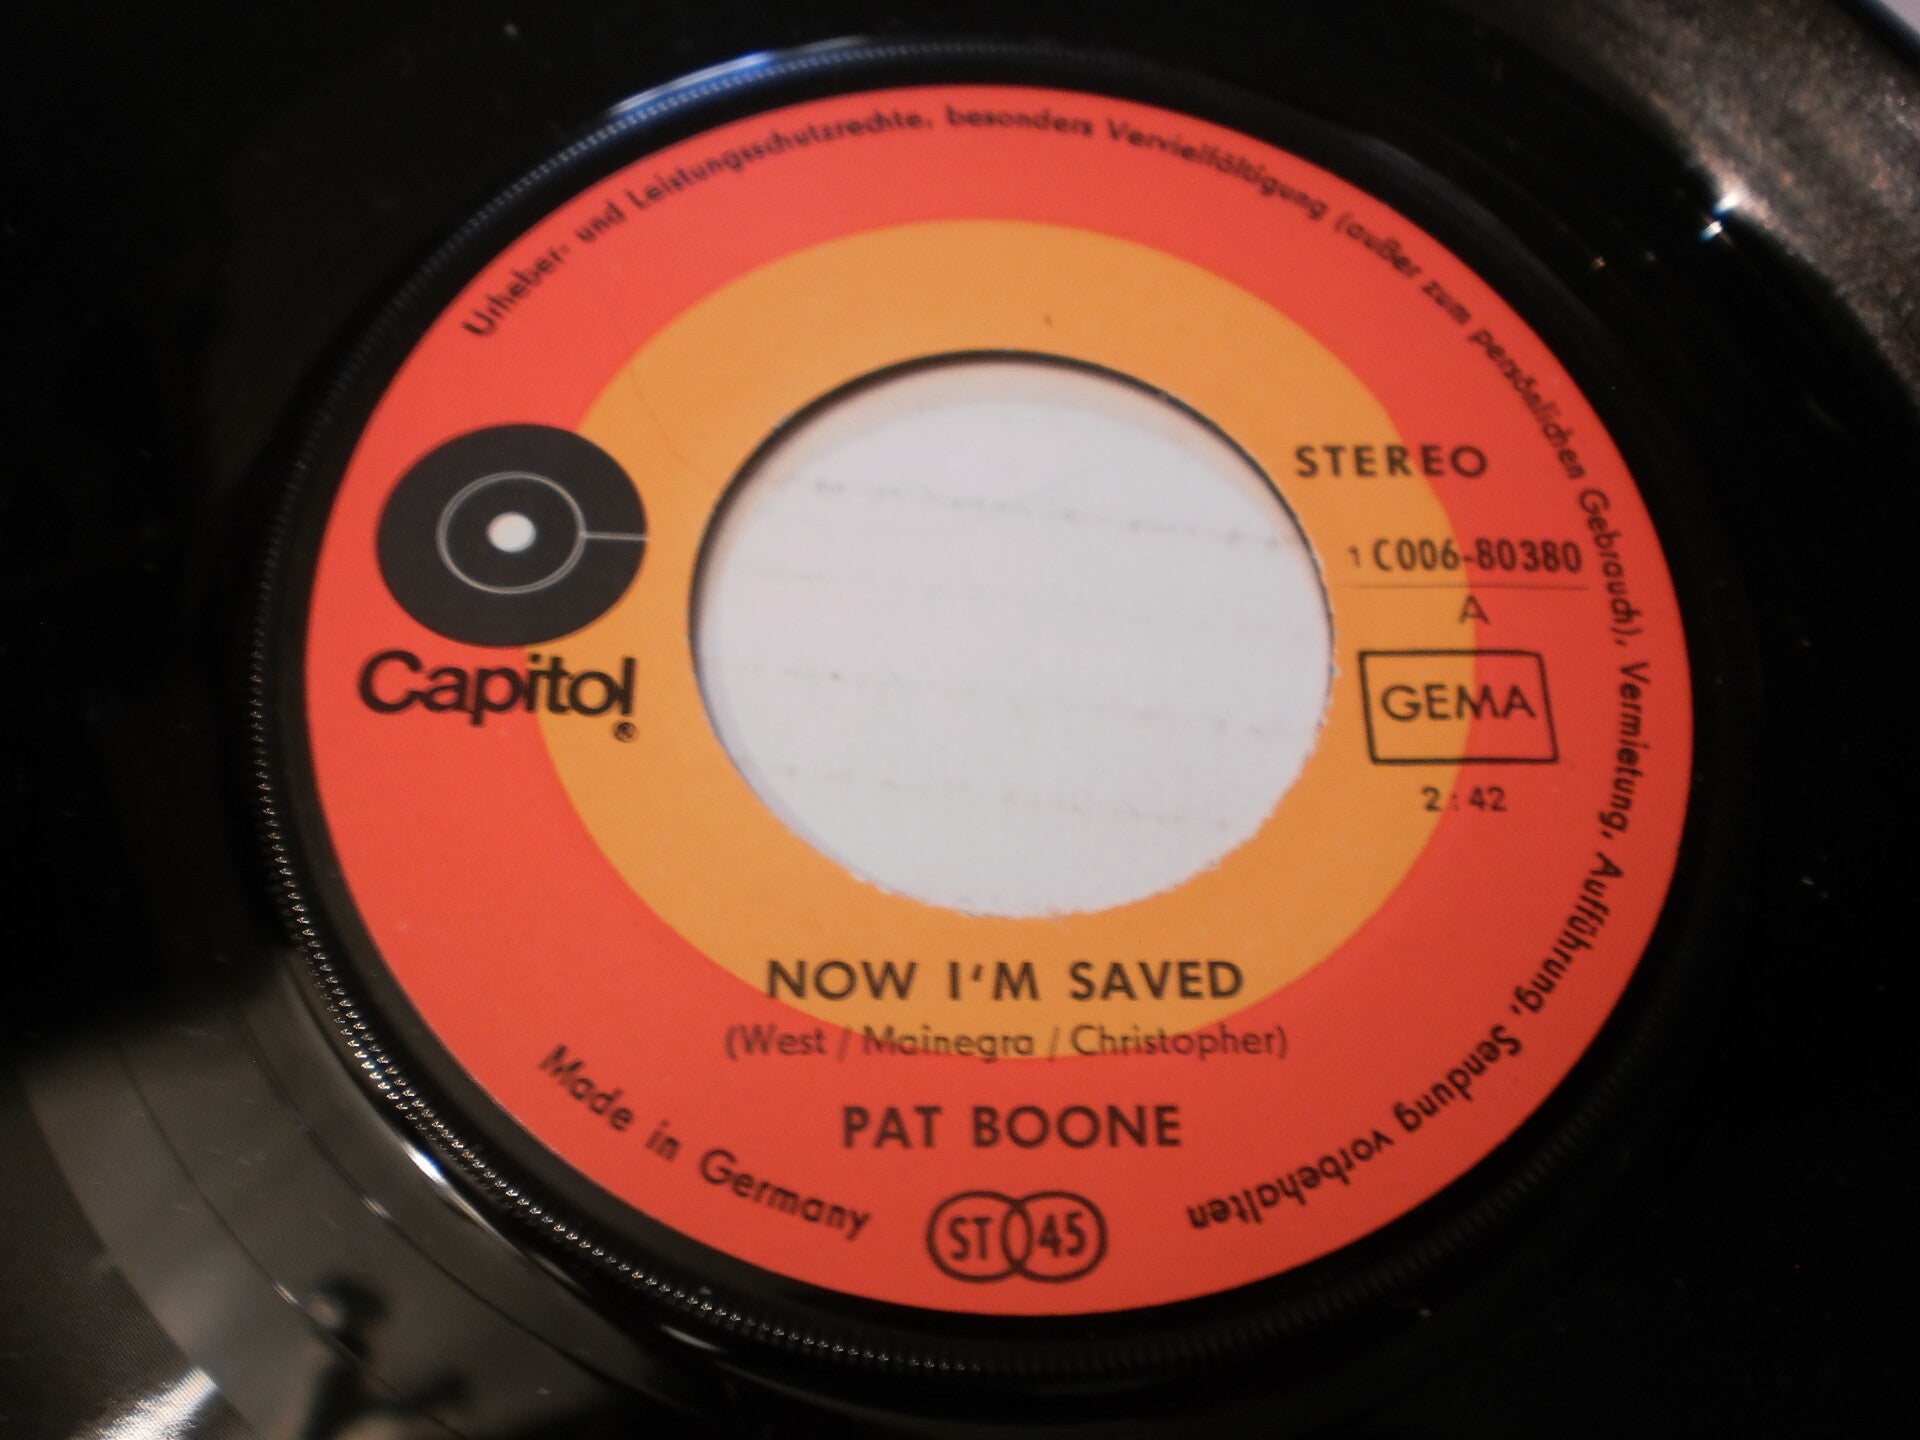 Urheber- und Leistungsschutzrechte, besonders Vervielfältigung (außer zum persönlichen Gebrauch), Vermietung, Aufführung, Sendung vorbehalten
STEREO
1 C006-80380
A
GEMA
2:42
Capitol®
NOW I'M SAVED
(West / Mainegra / Christopher)
PAT BOONE
Made in Germany
ST 45